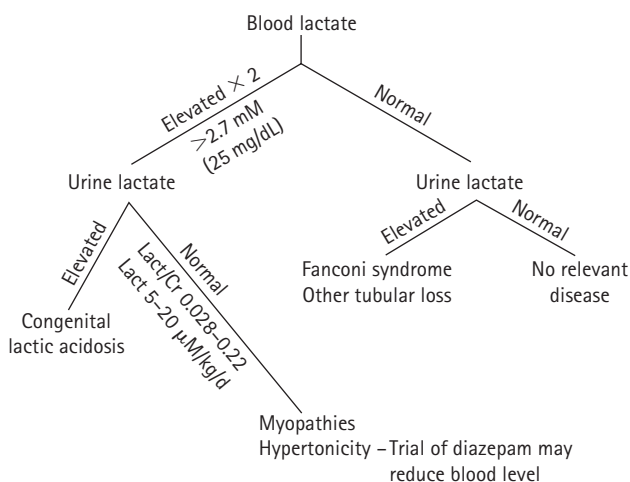 Blood lactate
Elevated × 2
>2.7 mM
(25 mg/dL)
Normal
Urine lactate
Urine lactate
Elevated
Normal
Lact/Cr 0.028–0.22
Lact 5–20 μM/kg/d
Elevated
Normal
Congenital
lactic acidosis
Fanconi syndrome
Other tubular loss
No relevant
disease
Myopathies
Hypertonicity – Trial of diazepam may
reduce blood level